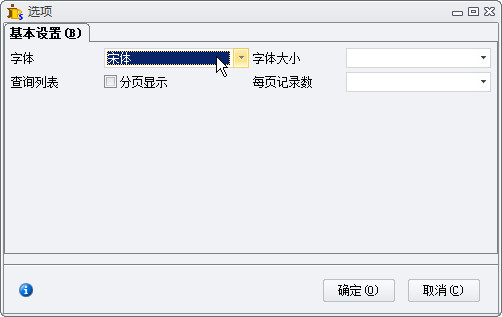 选项
基本设置(B)
字体 宋体 字体大小
查询列表 分页显示 每页记录数
确定(O) 取消(C)